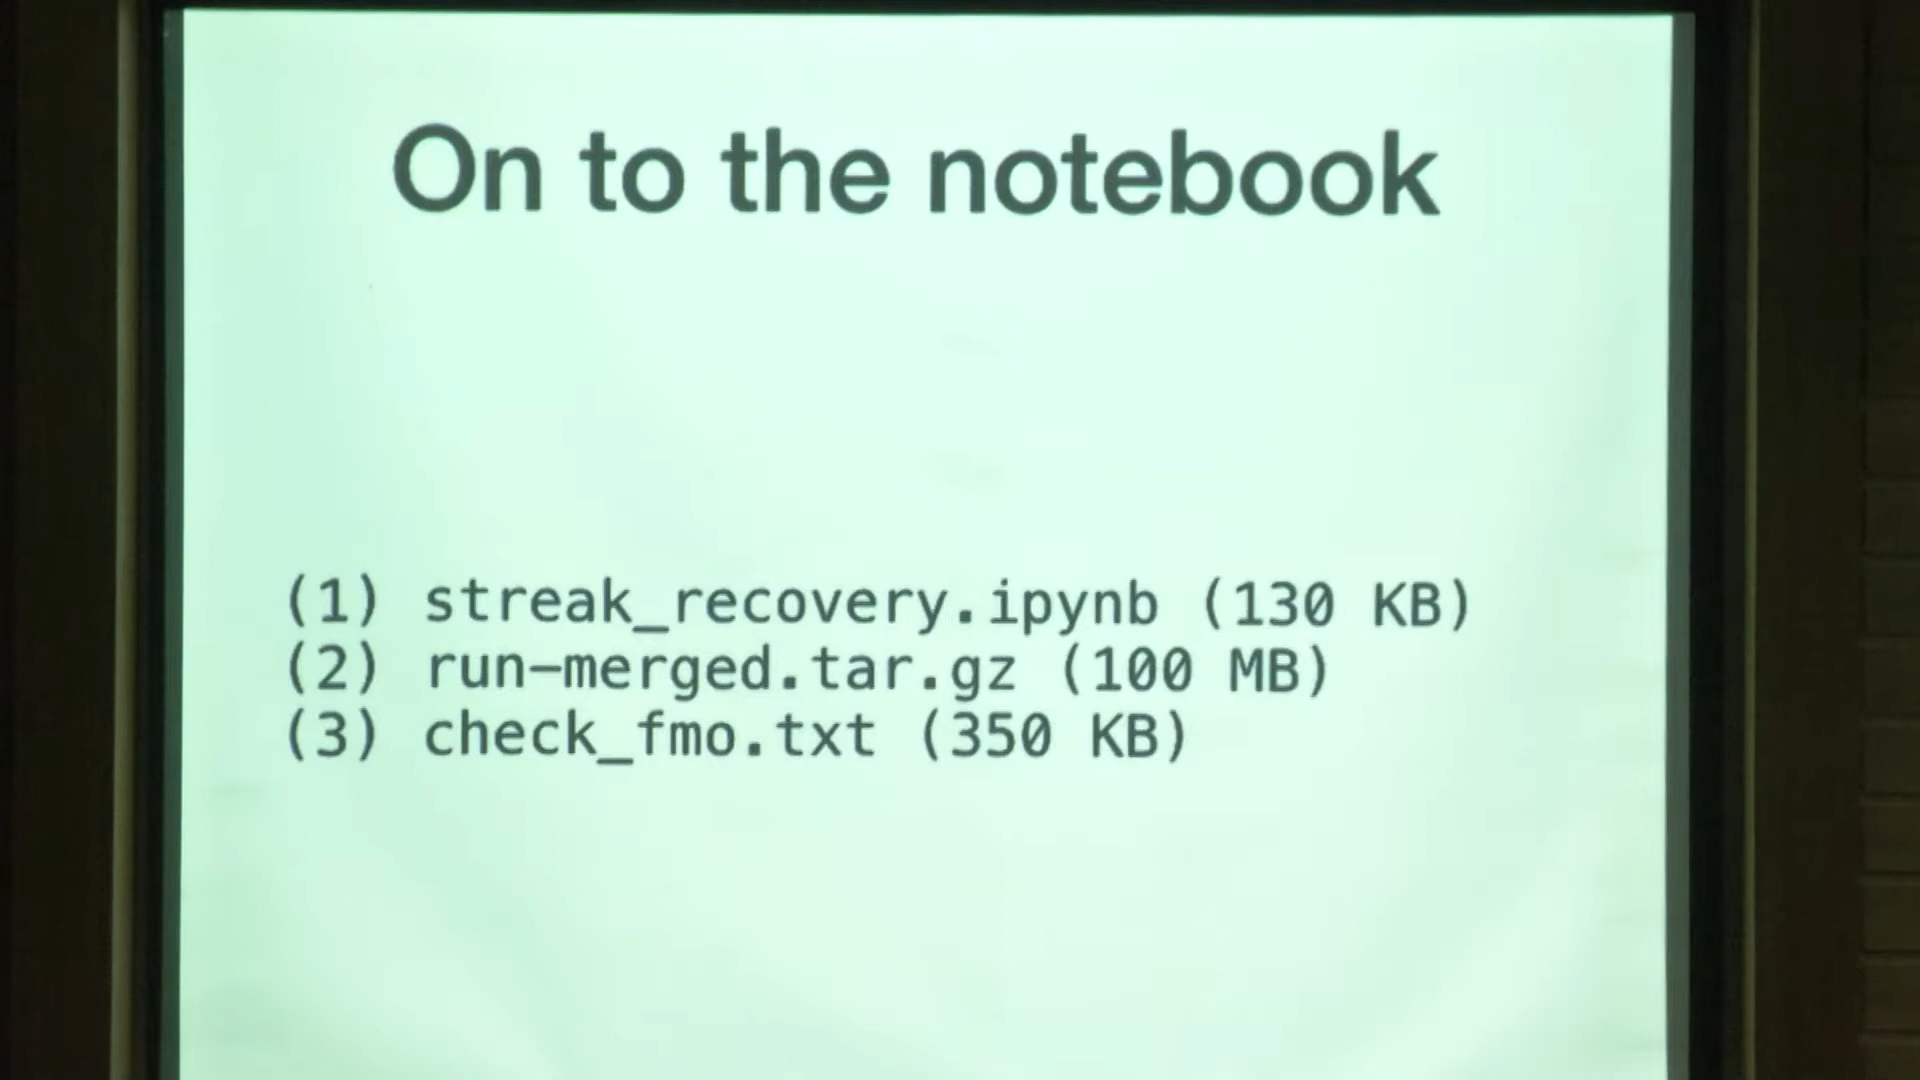 On to the notebook
(1) streak_recovery.ipynb (130 KB)
(2) run-merged.tar.gz (100 MB)
(3) check_fmo.txt (350 KB)